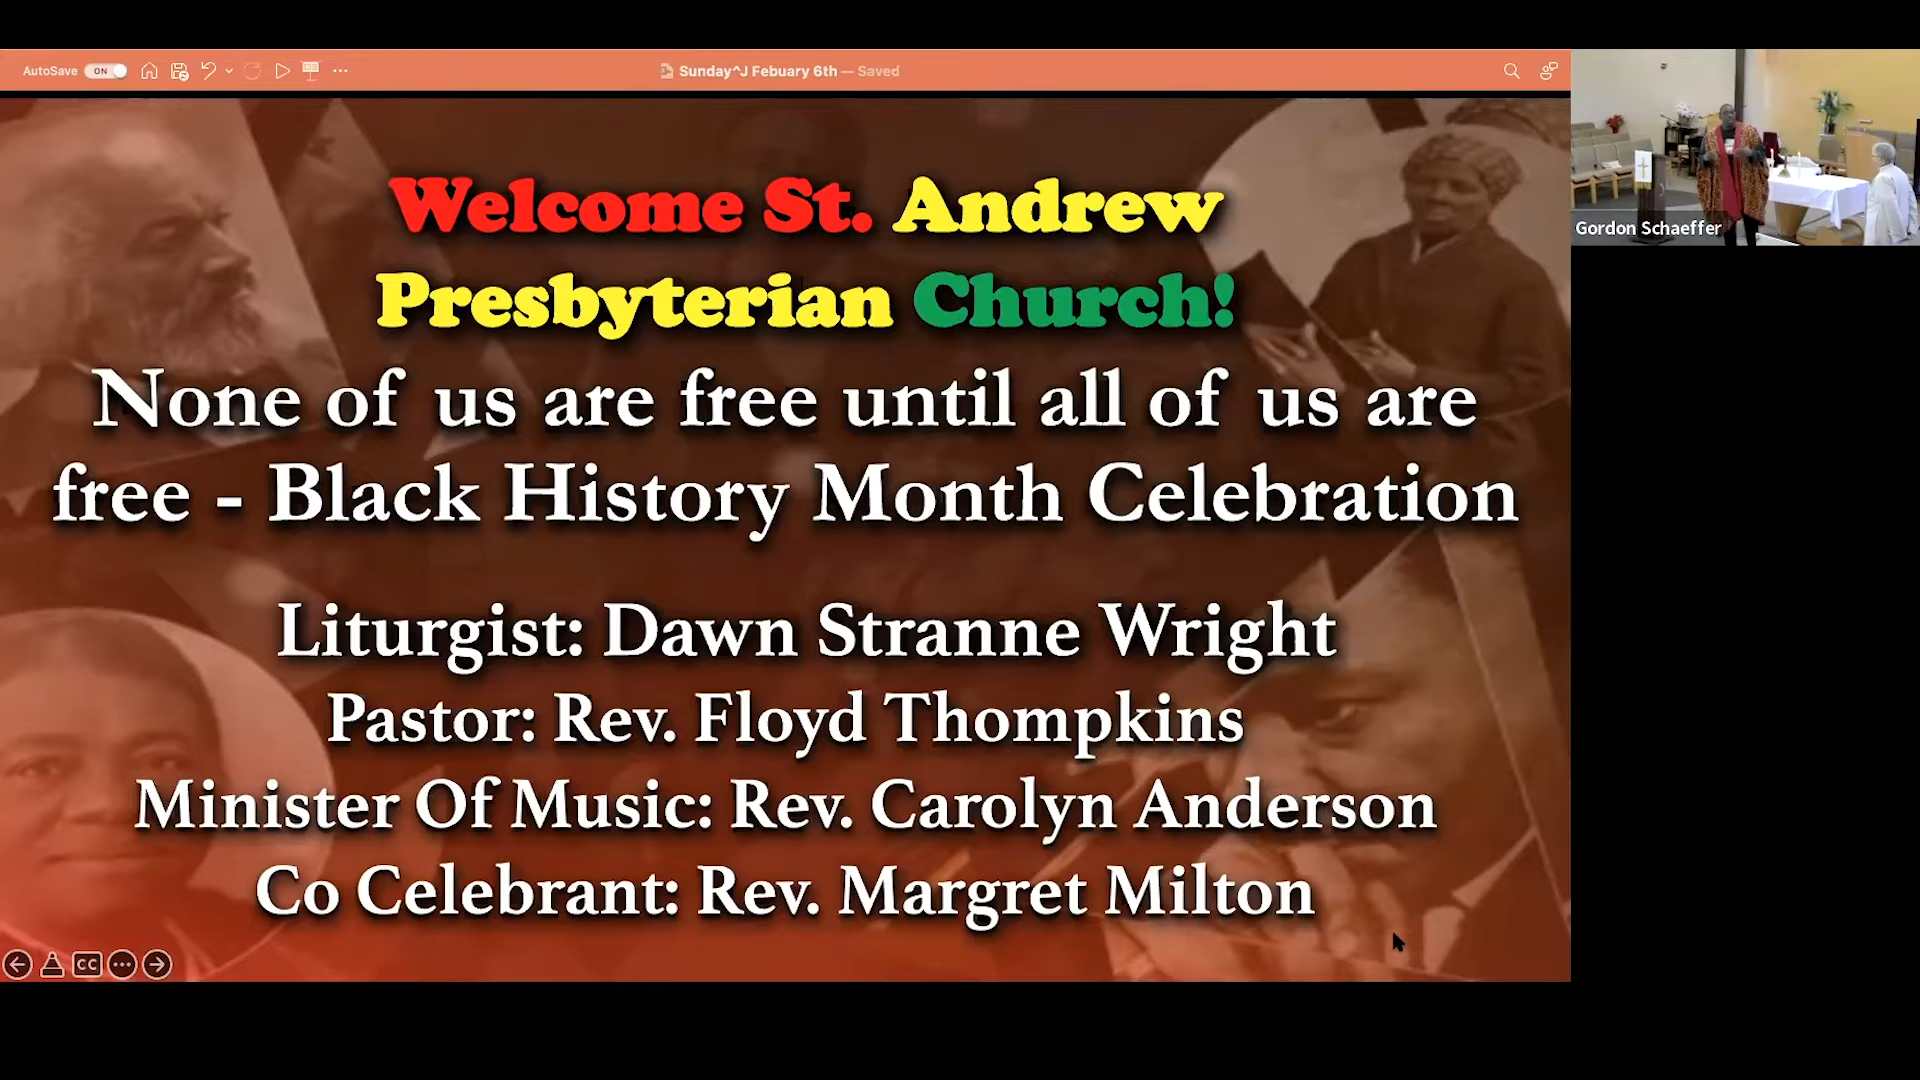 AutoSave ON
Sunday^J Febuary 6th — Saved
Welcome St. Andrew
Presbyterian Church!
None of us are free until all of us are
free - Black History Month Celebration
Liturgist: Dawn Stranne Wright
Pastor: Rev. Floyd Thompkins
Minister Of Music: Rev. Carolyn Anderson
Co Celebrant: Rev. Margret Milton
CC
Gordon Schaeffer